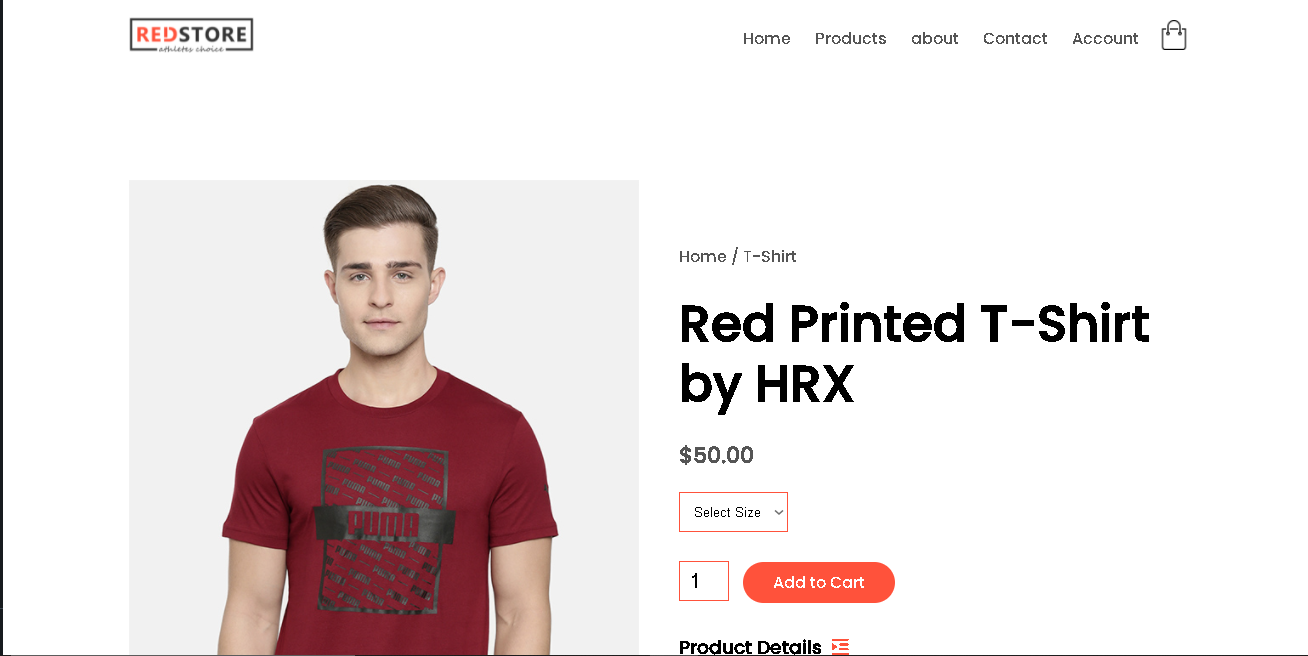 REDSTORE
athletes choice
Home Products about Contact Account
Home / T-Shirt
Red Printed T-Shirt
by HRX
$50.00
Select Size
1 Add to Cart
Product Details
PUMA